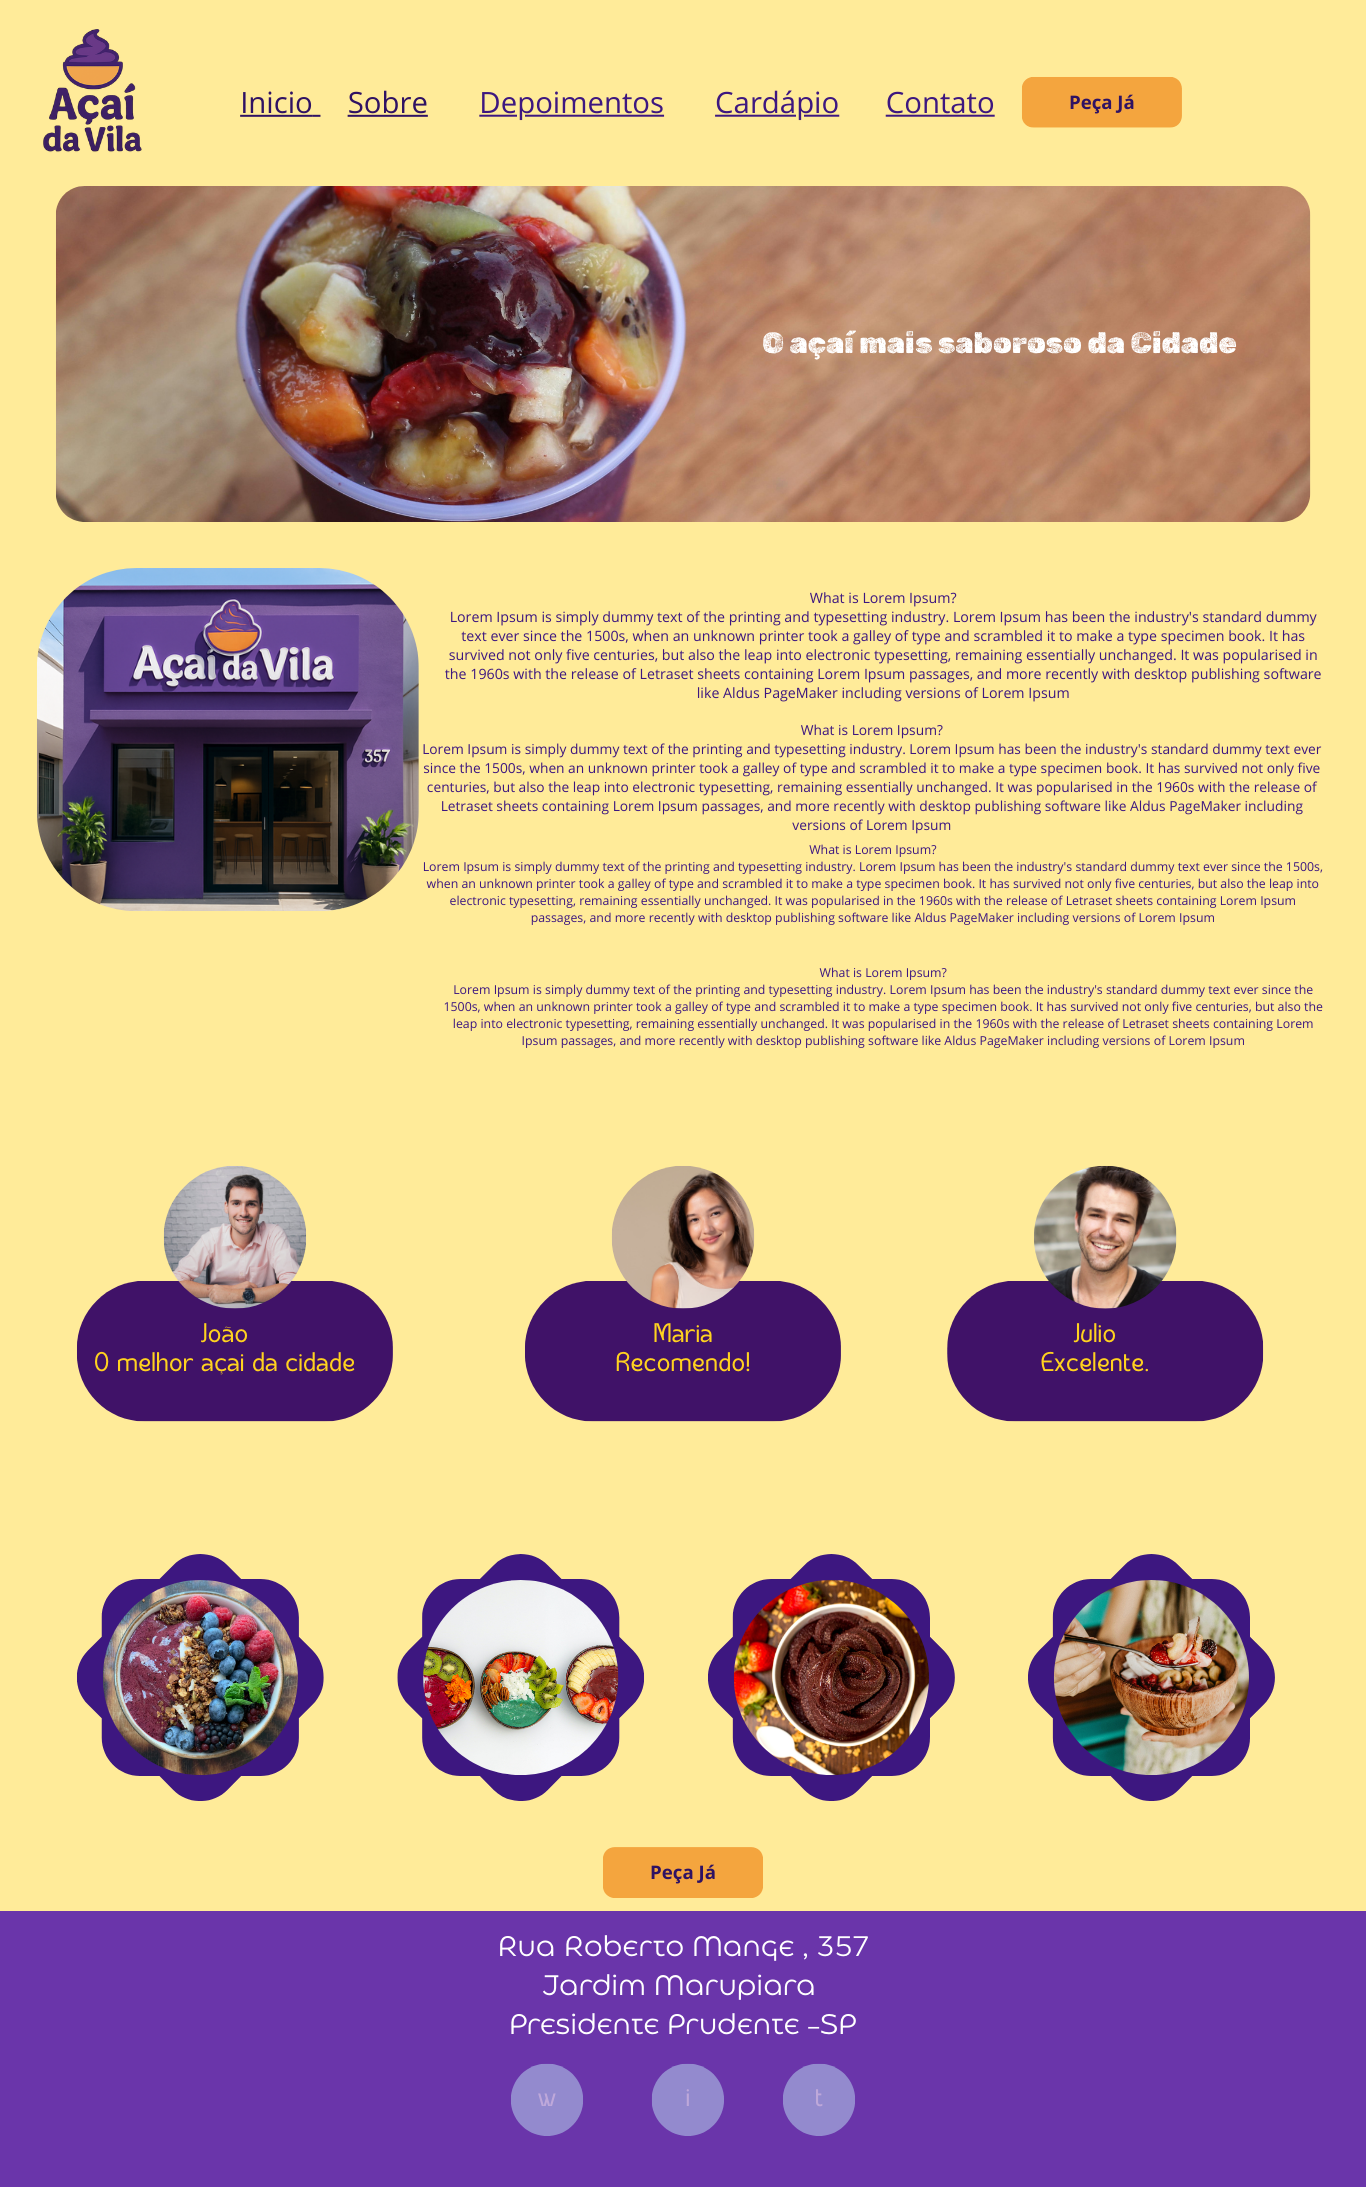 Açaí
da Vila
Inicio Sobre Depoimentos Cardápio Contato Peça Já
O açaí mais saboroso da Cidade
Açaí da Vila
357
What is Lorem Ipsum?
Lorem Ipsum is simply dummy text of the printing and typesetting industry. Lorem Ipsum has been the industry's standard dummy
text ever since the 1500s, when an unknown printer took a galley of type and scrambled it to make a type specimen book. It has
survived not only five centuries, but also the leap into electronic typesetting, remaining essentially unchanged. It was popularised in
the 1960s with the release of Letraset sheets containing Lorem Ipsum passages, and more recently with desktop publishing software
like Aldus PageMaker including versions of Lorem Ipsum
What is Lorem Ipsum?
Lorem Ipsum is simply dummy text of the printing and typesetting industry. Lorem Ipsum has been the industry's standard dummy text ever
since the 1500s, when an unknown printer took a galley of type and scrambled it to make a type specimen book. It has survived not only five
centuries, but also the leap into electronic typesetting, remaining essentially unchanged. It was popularised in the 1960s with the release of
Letraset sheets containing Lorem Ipsum passages, and more recently with desktop publishing software like Aldus PageMaker including
versions of Lorem Ipsum
What is Lorem Ipsum?
Lorem Ipsum is simply dummy text of the printing and typesetting industry. Lorem Ipsum has been the industry's standard dummy text ever since the 1500s,
when an unknown printer took a galley of type and scrambled it to make a type specimen book. It has survived not only five centuries, but also the leap into
electronic typesetting, remaining essentially unchanged. It was popularised in the 1960s with the release of Letraset sheets containing Lorem Ipsum
passages, and more recently with desktop publishing software like Aldus PageMaker including versions of Lorem Ipsum
What is Lorem Ipsum?
Lorem Ipsum is simply dummy text of the printing and typesetting industry. Lorem Ipsum has been the industry's standard dummy text ever since the
1500s, when an unknown printer took a galley of type and scrambled it to make a type specimen book. It has survived not only five centuries, but also the
leap into electronic typesetting, remaining essentially unchanged. It was popularised in the 1960s with the release of Letraset sheets containing Lorem
Ipsum passages, and more recently with desktop publishing software like Aldus PageMaker including versions of Lorem Ipsum
João
O melhor açai da cidade
Maria
Recomendo!
Julio
Excelente.
Peça Já
Rua Roberto Mange , 357
Jardim Marupiara
Presidente Prudente -SP
w i t